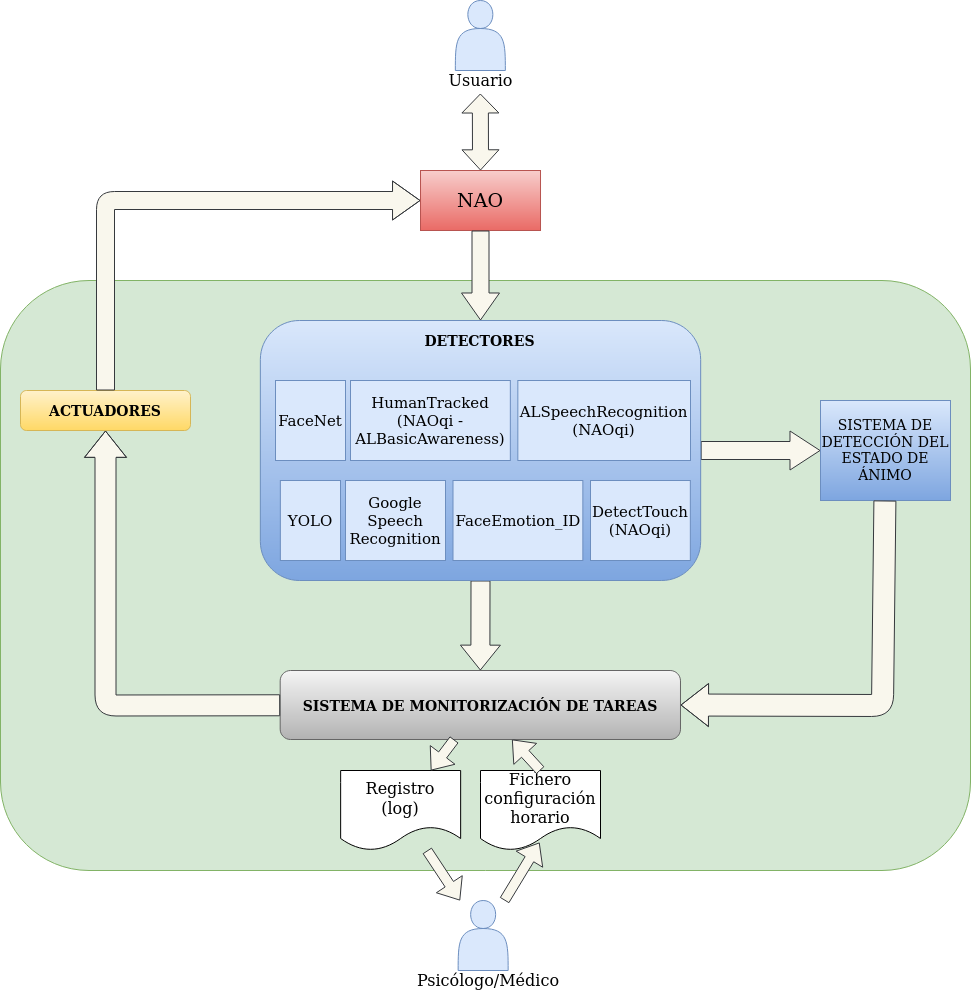 Usuario
NAO
DETECTORES
FaceNet
HumanTracked
(NAOqi -
ALBasicAwareness)
ALSpeechRecognition
(NAOqi)
YOLO
Google
Speech
Recognition
FaceEmotion_ID
DetectTouch
(NAOqi)
ACTUADORES
SISTEMA DE
DETECCIÓN DEL
ESTADO DE
ÁNIMO
SISTEMA DE MONITORIZACIÓN DE TAREAS
Registro
(log)
Fichero
configuración
horario
Psicólogo/Médico